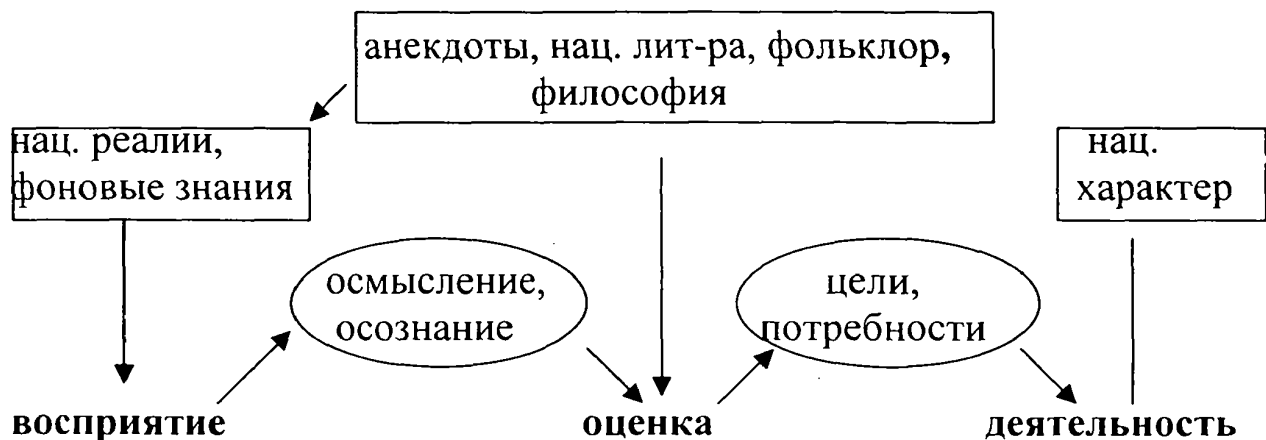 анекдоты, нац. лит-ра, фольклор,
философия
нац. реалии,
фоновые знания
нац.
характер
осмысление,
осознание
цели,
потребности
восприятие
оценка
деятельность